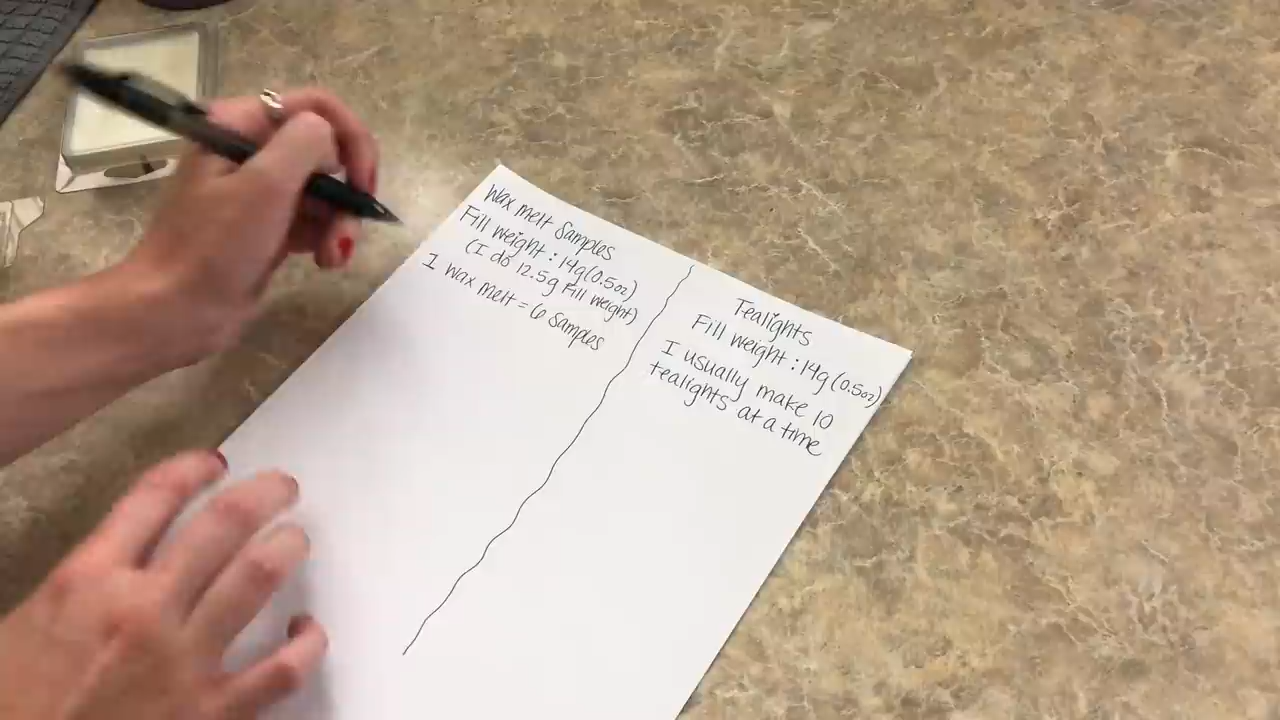 Wax melt Samples
Fill weight : 14g (0.5oz)
(I do 12.5g Fill weight)
1 wax melt = 6 Samples
Tealights
Fill weight : 14g (0.5oz)
I usually make 10
tealights at a time